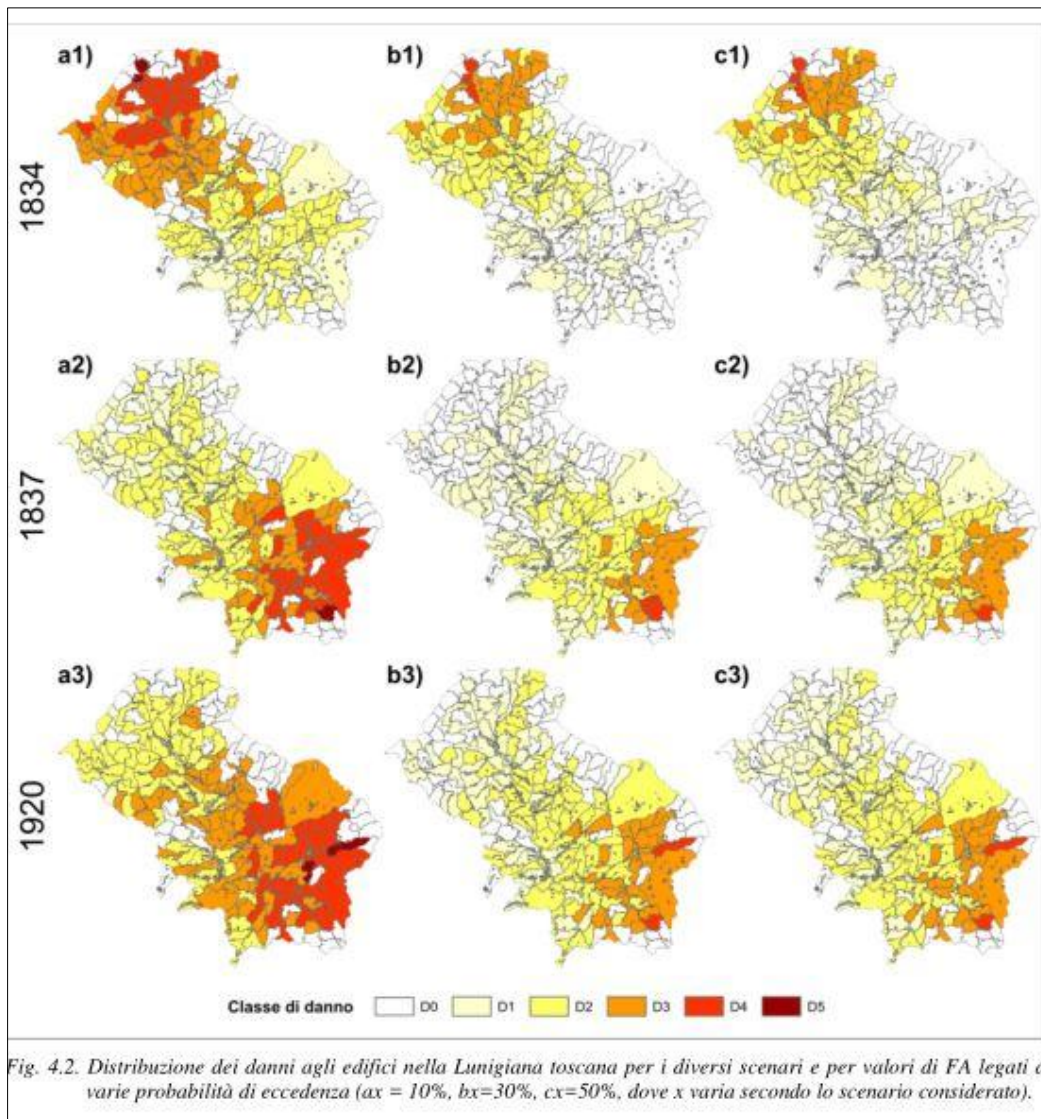 a1) b1) c1)
1834
a2) b2) c2)
1837
a3) b3) c3)
1920
Classe di danno D0 D1 D2 D3 D4 D5
Fig. 4.2. Distribuzione dei danni agli edifici nella Lunigiana toscana per i diversi scenari e per valori di FA legati
varie probabilità di eccedenza (ax = 10%, bx=30%, cx=50%, dove x varia secondo lo scenario considerato).